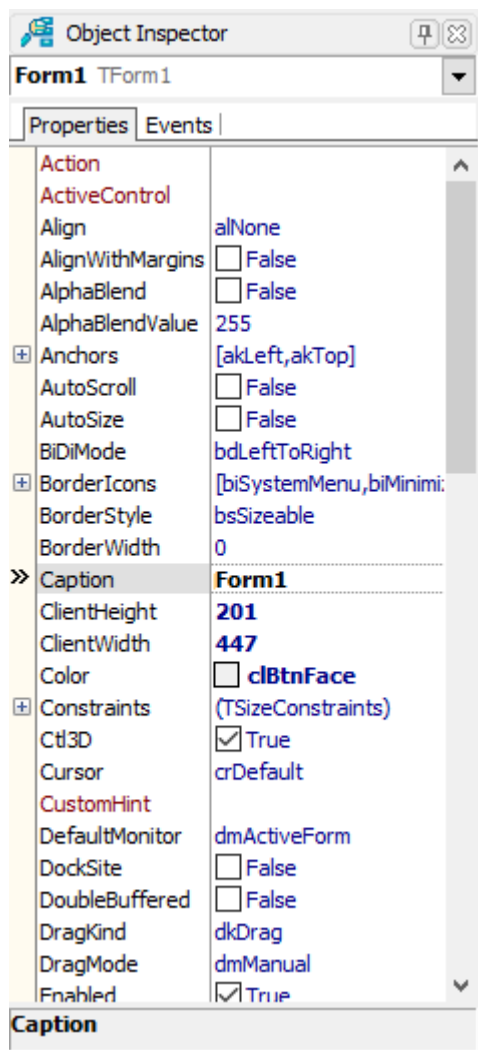 Object Inspector
Form1 TForm1
Properties Events
Action
ActiveControl
Align alNone
AlignWithMargins False
AlphaBlend False
AlphaBlendValue 255
Anchors [akLeft,akTop]
AutoScroll False
AutoSize False
BiDiMode bdLeftToRight
BorderIcons [biSystemMenu,biMinimiz
BorderStyle bsSizeable
BorderWidth 0
Caption Form1
ClientHeight 201
ClientWidth 447
Color clBtnFace
Constraints (TSizeConstraints)
Ctl3D True
Cursor crDefault
CustomHint
DefaultMonitor dmActiveForm
DockSite False
DoubleBuffered False
DragKind dkDrag
DragMode dmManual
Enabled True
Caption